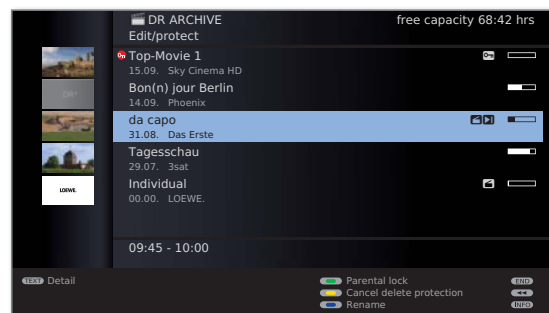 DR ARCHIVE
free capacity 68:42 hrs
Edit/protect
Top-Movie 1
15.09. Sky Cinema HD
Bon(n) jour Berlin
14.09. Phoenix
da capo
31.08. Das Erste
Tagesschau
29.07. 3sat
Individual
00.00. LOEWE.
DR+
LOEWE.
09:45 - 10:00
TEXT Detail
Parental lock
END
Cancel delete protection
Rename
INFO